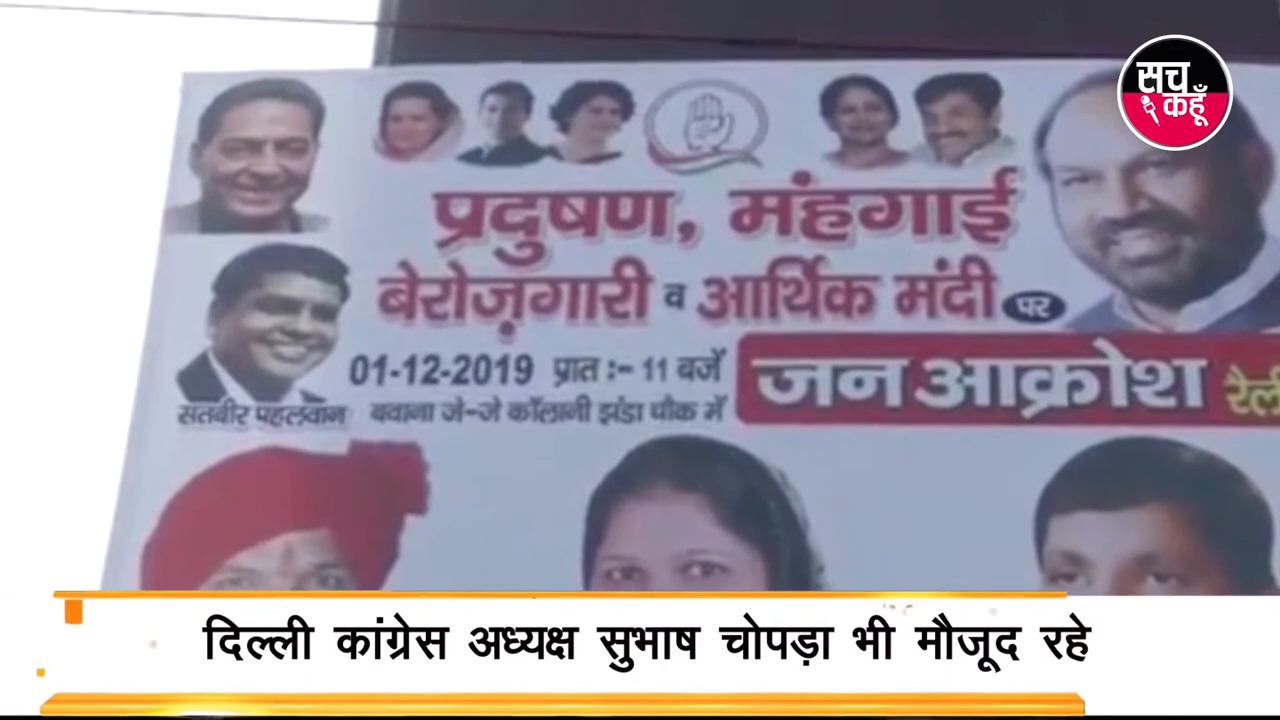 सच
कहूँ
प्रदुषण, मंहगाई
बेरोज़गारी व आर्थिक मंदी पर
01-12-2019 प्रात :- 11 बजें
जन आक्रोश रैली
सतबीर पहलवान
बवाना जे-जे कॉलानी झंडा चौक में
दिल्ली कांग्रेस अध्यक्ष सुभाष चोपड़ा भी मौजूद रहे